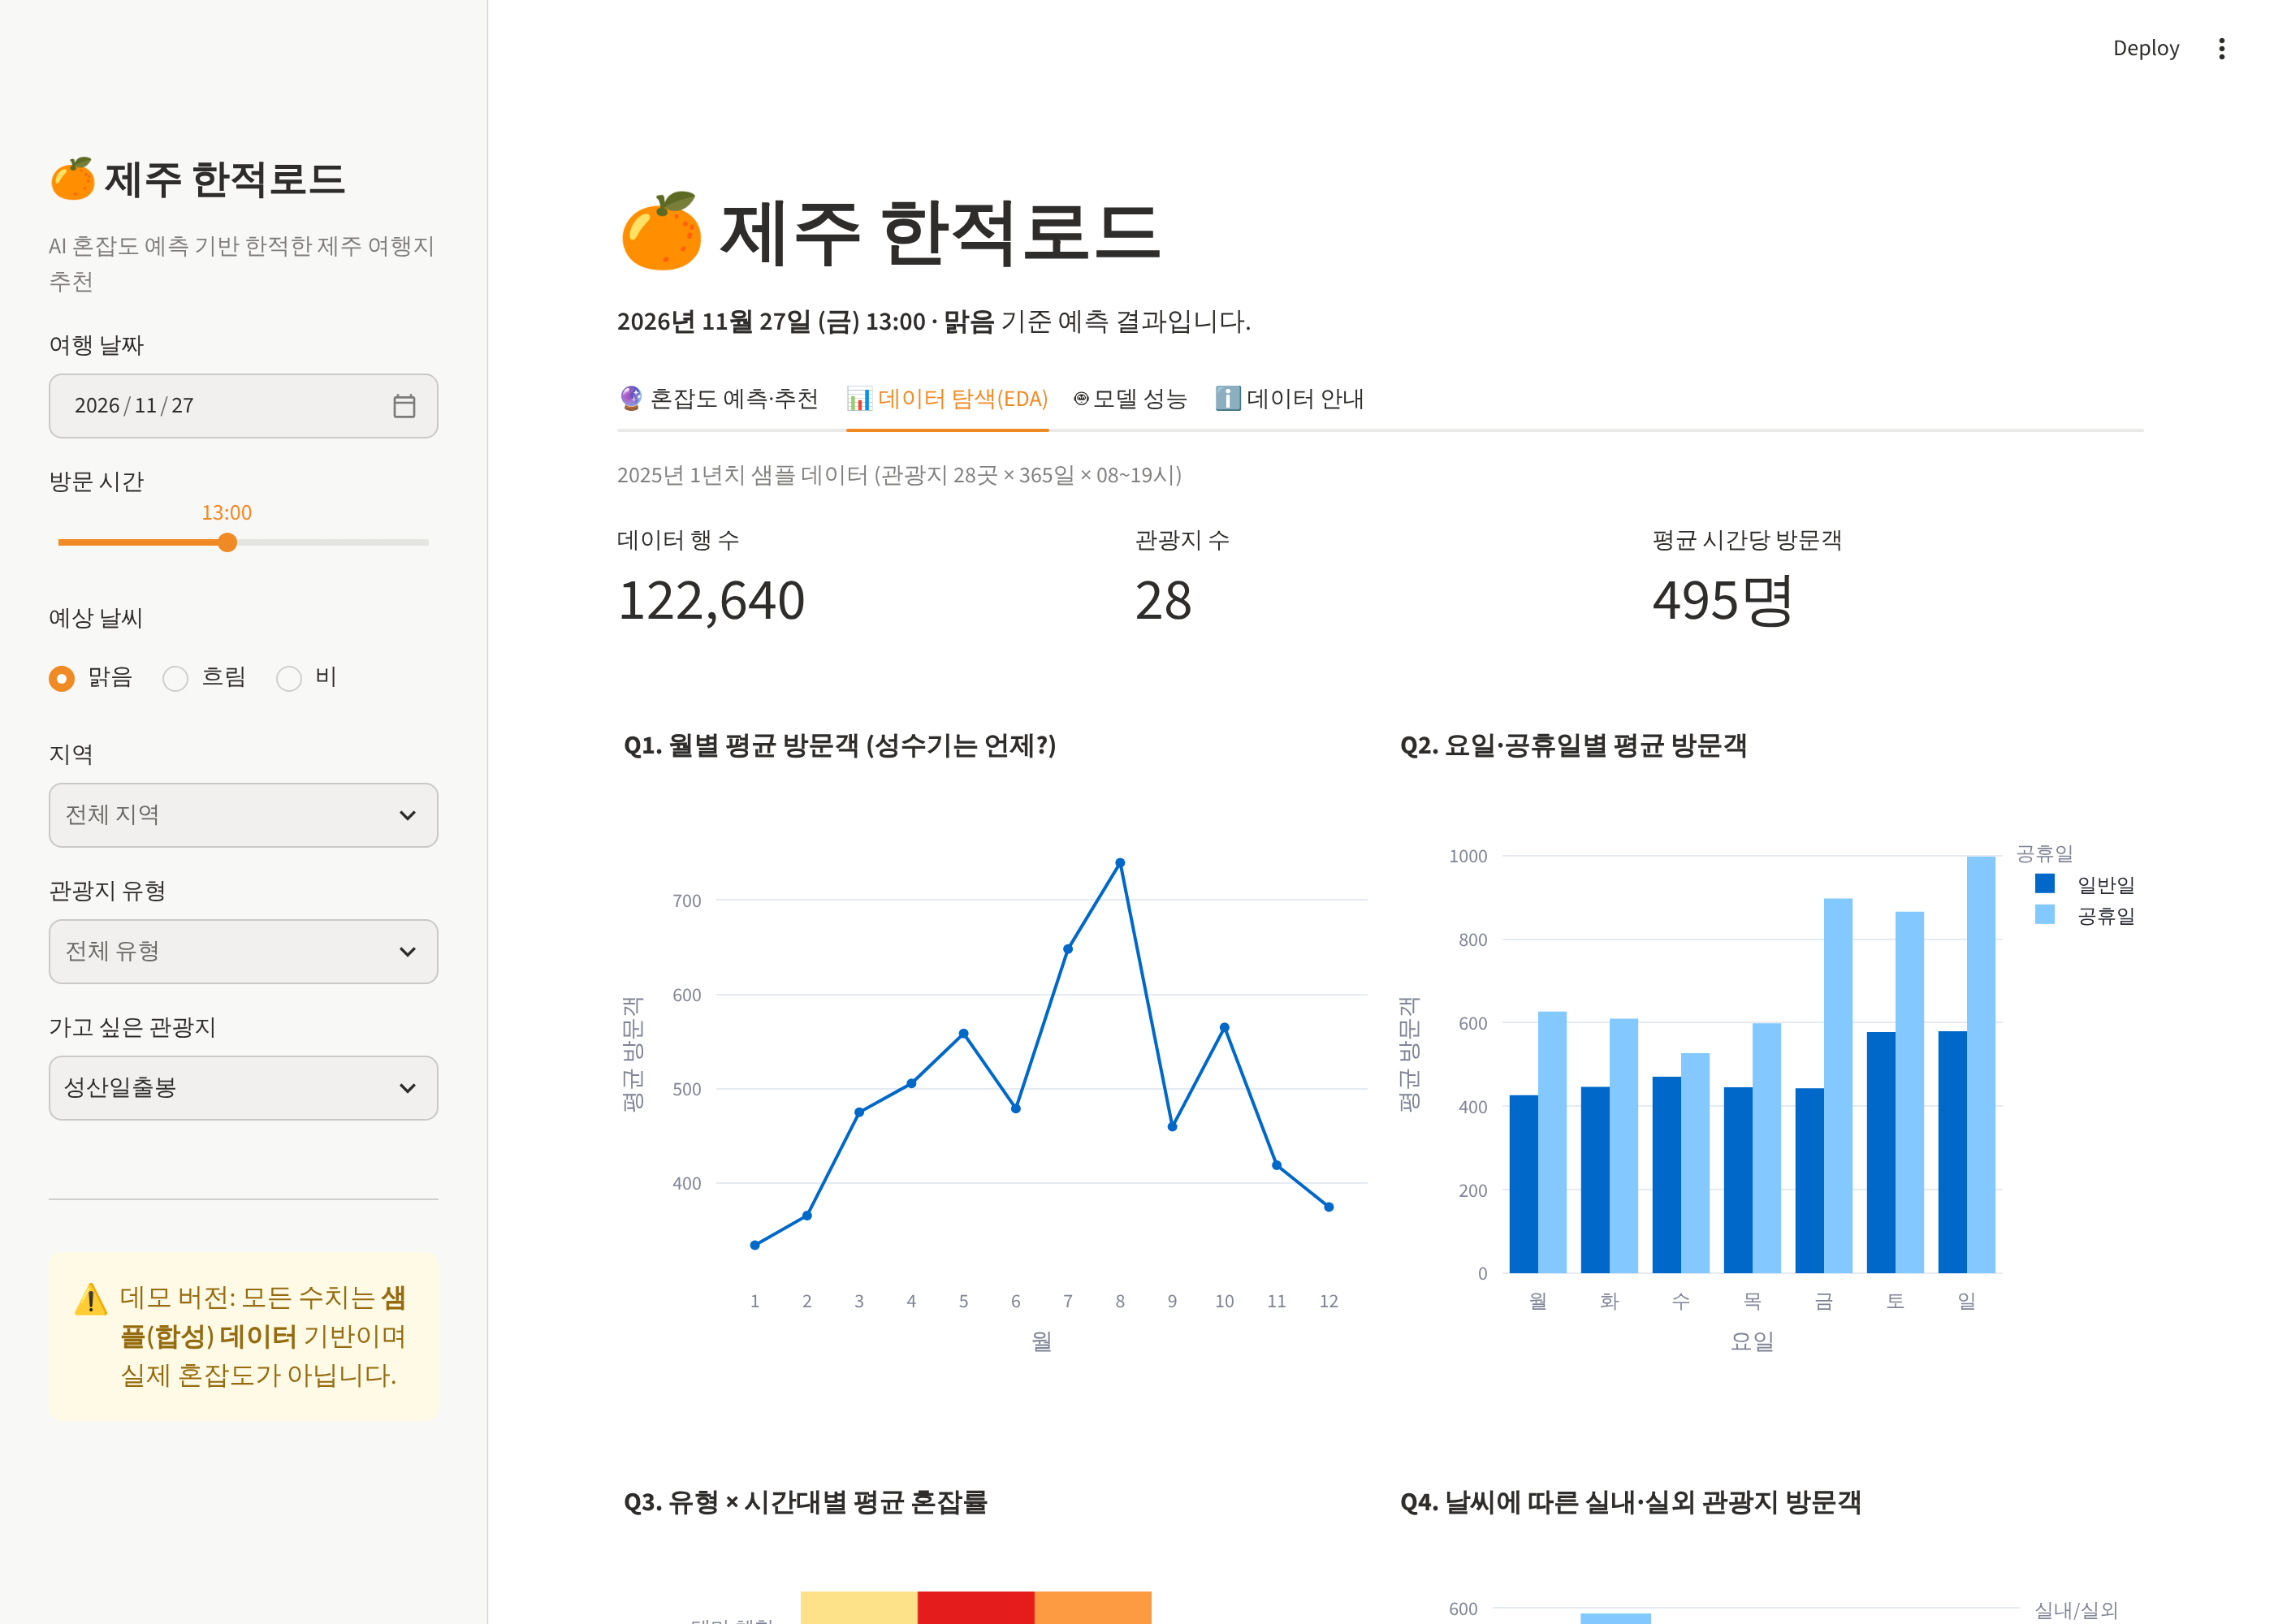 Deploy
🍊 제주 한적로드
AI 혼잡도 예측 기반 한적한 제주 여행지
추천
여행 날짜
2026 / 11 / 27
방문 시간
13:00
예상 날씨
맑음
흐림
비
지역
전체 지역
관광지 유형
전체 유형
가고 싶은 관광지
성산일출봉
⚠️ 데모 버전: 모든 수치는 샘
플(합성) 데이터 기반이며
실제 혼잡도가 아닙니다.
🍊 제주 한적로드
2026년 11월 27일 (금) 13:00 · 맑음 기준 예측 결과입니다.
🔮 혼잡도 예측·추천 📊 데이터 탐색(EDA) 모델 성능 ℹ️ 데이터 안내
2025년 1년치 샘플 데이터 (관광지 28곳 × 365일 × 08~19시)
데이터 행 수
122,640
관광지 수
28
평균 시간당 방문객
495명
Q1. 월별 평균 방문객 (성수기는 언제?)
평균 방문객
700
600
500
400
1 2 3 4 5 6 7 8 9 10 11 12
월
Q2. 요일·공휴일별 평균 방문객
평균 방문객
1000
800
600
400
200
0
월 화 수 목 금 토 일
요일
공휴일
일반일
공휴일
Q3. 유형 × 시간대별 평균 혼잡률
Q4. 날씨에 따른 실내·실외 관광지 방문객
600
실내/실외